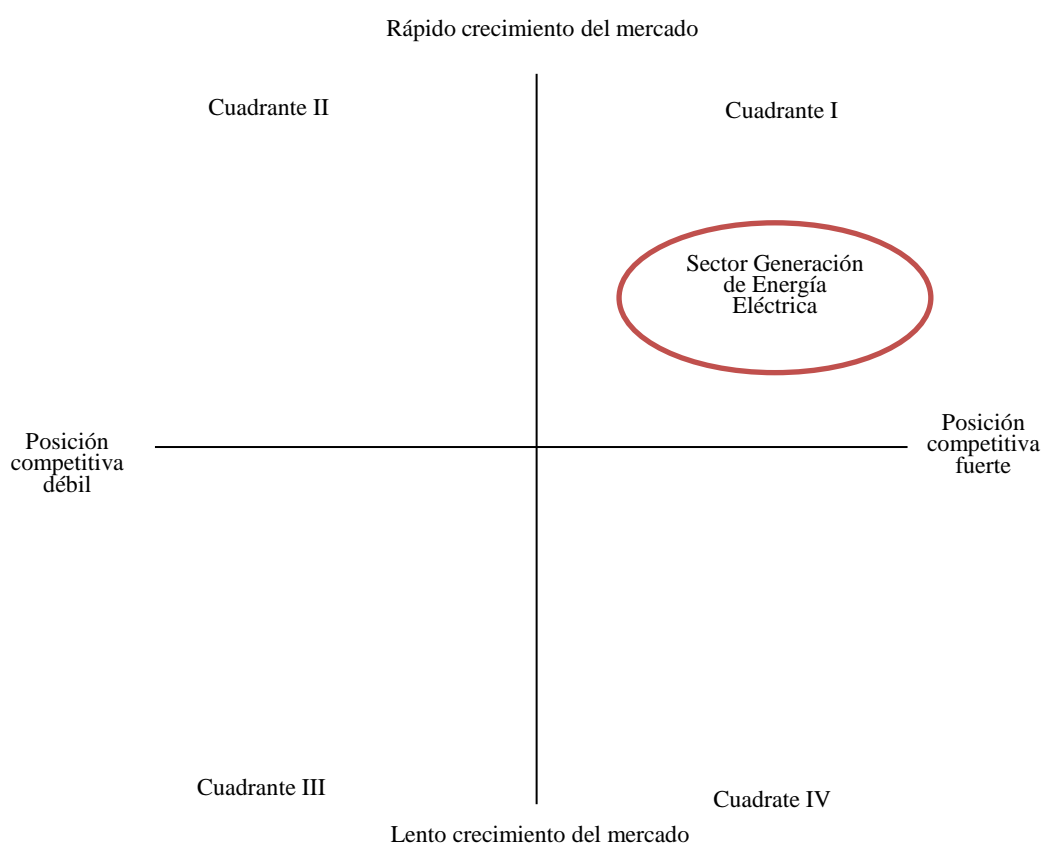 Rápido crecimiento del mercado
Cuadrante II
Cuadrante I
Sector Generación
de Energía
Eléctrica
Posición
competitiva
débil
Posición
competitiva
fuerte
Cuadrante III
Cuadrate IV
Lento crecimiento del mercado